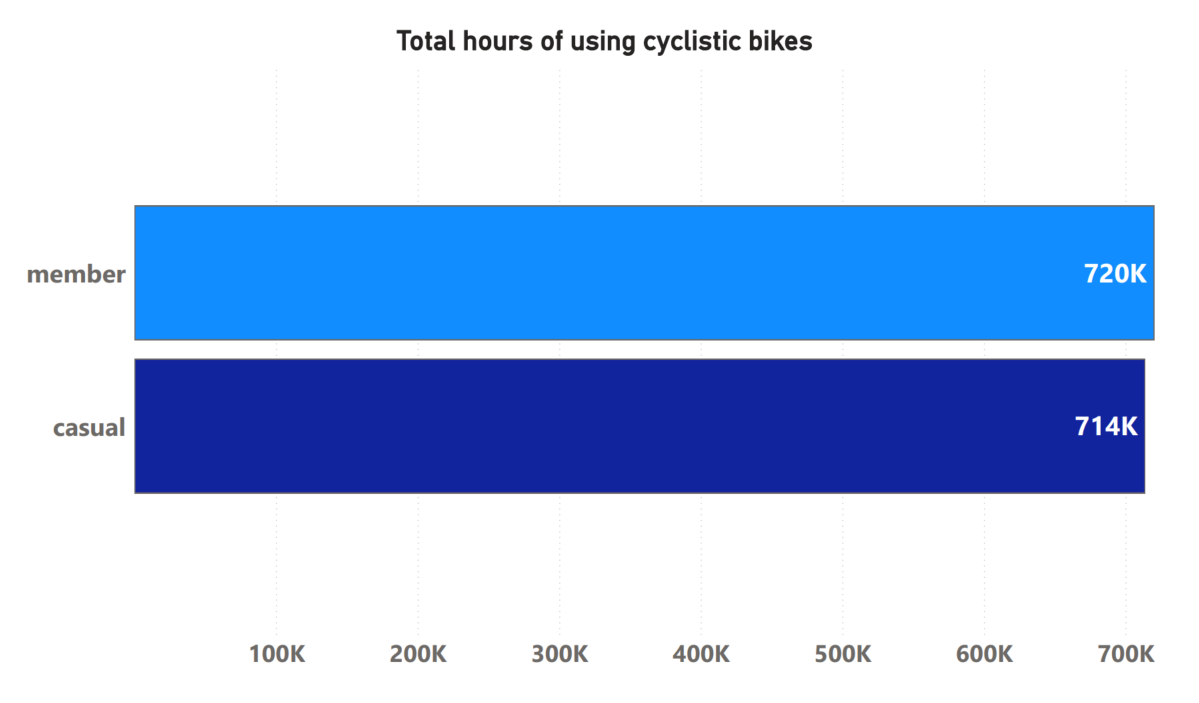 Total hours of using cyclistic bikes
member
720K
casual
714K
100K 200K 300K 400K 500K 600K 700K